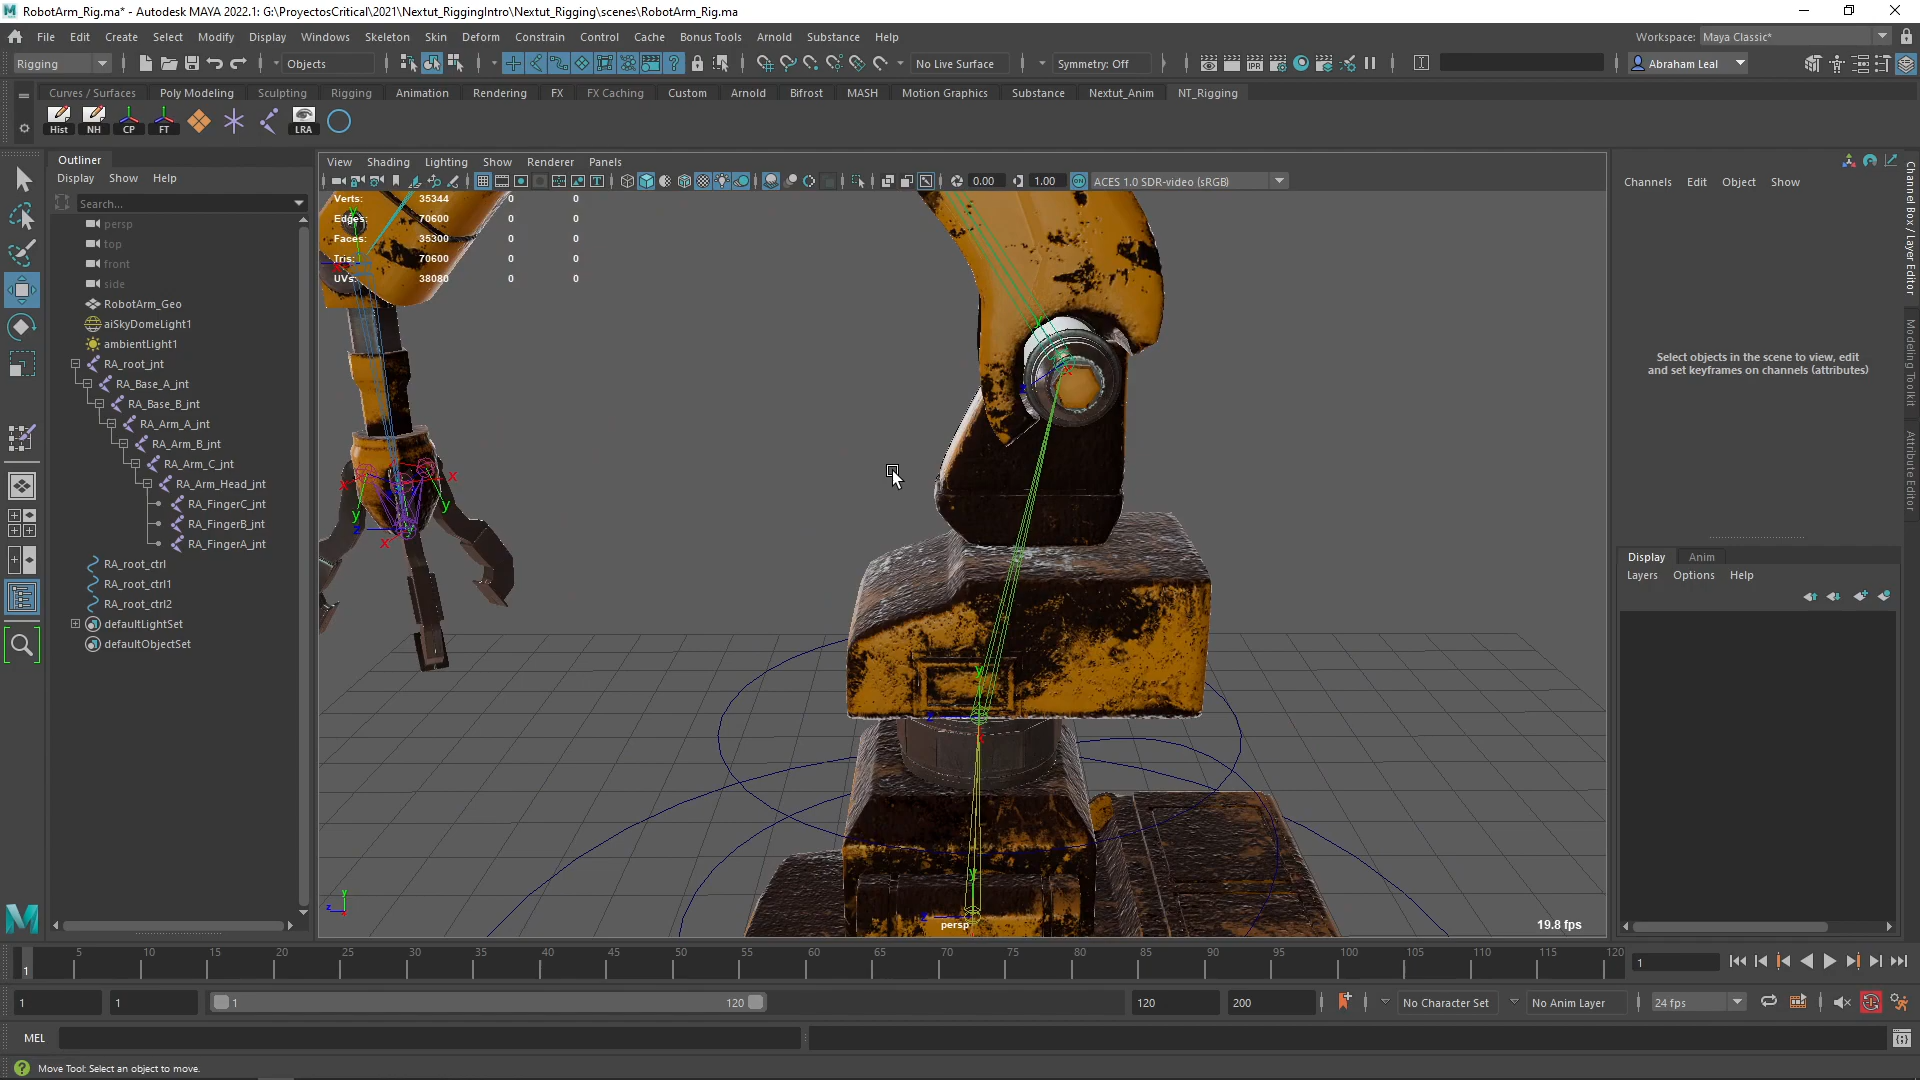 RobotArm_Rig.ma* - Autodesk MAYA 2022.1: G:\ProyectosCritical\2021\Nextut_RiggingIntro\Nextut_Rigging\scenes\RobotArm_Rig.ma
File Edit Create Select Modify Display Windows Skeleton Skin Deform Constrain Control Cache Bonus Tools Arnold Substance Help Workspace: Maya Classic*
Rigging Objects No Live Surface Symmetry: Off Abraham Leal
Curves / Surfaces Poly Modeling Sculpting Rigging Animation Rendering FX FX Caching Custom Arnold Bifrost MASH Motion Graphics Substance Nextut_Anim NT_Rigging
Hist NH CP FT LRA
Outliner
Display Show Help
Search...
persp
top
front
side
RobotArm_Geo
aiSkyDomeLight1
ambientLight1
RA_root_jnt
RA_Base_A_jnt
RA_Base_B_jnt
RA_Arm_A_jnt
RA_Arm_B_jnt
RA_Arm_C_jnt
RA_Arm_Head_jnt
RA_FingerC_jnt
RA_FingerB_jnt
RA_FingerA_jnt
RA_root_ctrl
RA_root_ctrl1
RA_root_ctrl2
defaultLightSet
defaultObjectSet
View Shading Lighting Show Renderer Panels
0.00 1.00 ACES 1.0 SDR-video (sRGB)
Verts: 35344 0 0
Edges: 70600 0 0
Faces: 35300 0 0
Tris: 70600 0 0
UVs: 38080 0 0
persp
19.8 fps
Channels Edit Object Show
Select objects in the scene to view, edit
and set keyframes on channels (attributes)
Channel Box / Layer Editor
Modeling Toolkit
Attribute Editor
Display Anim
Layers Options Help
5 10 15 20 25 30 35 40 45 50 55 60 65 70 75 80 85 90 95 100 105 110 115 120
1 1
1 1 1 120 120 200 No Character Set No Anim Layer 24 fps
MEL
Move Tool: Select an object to move.